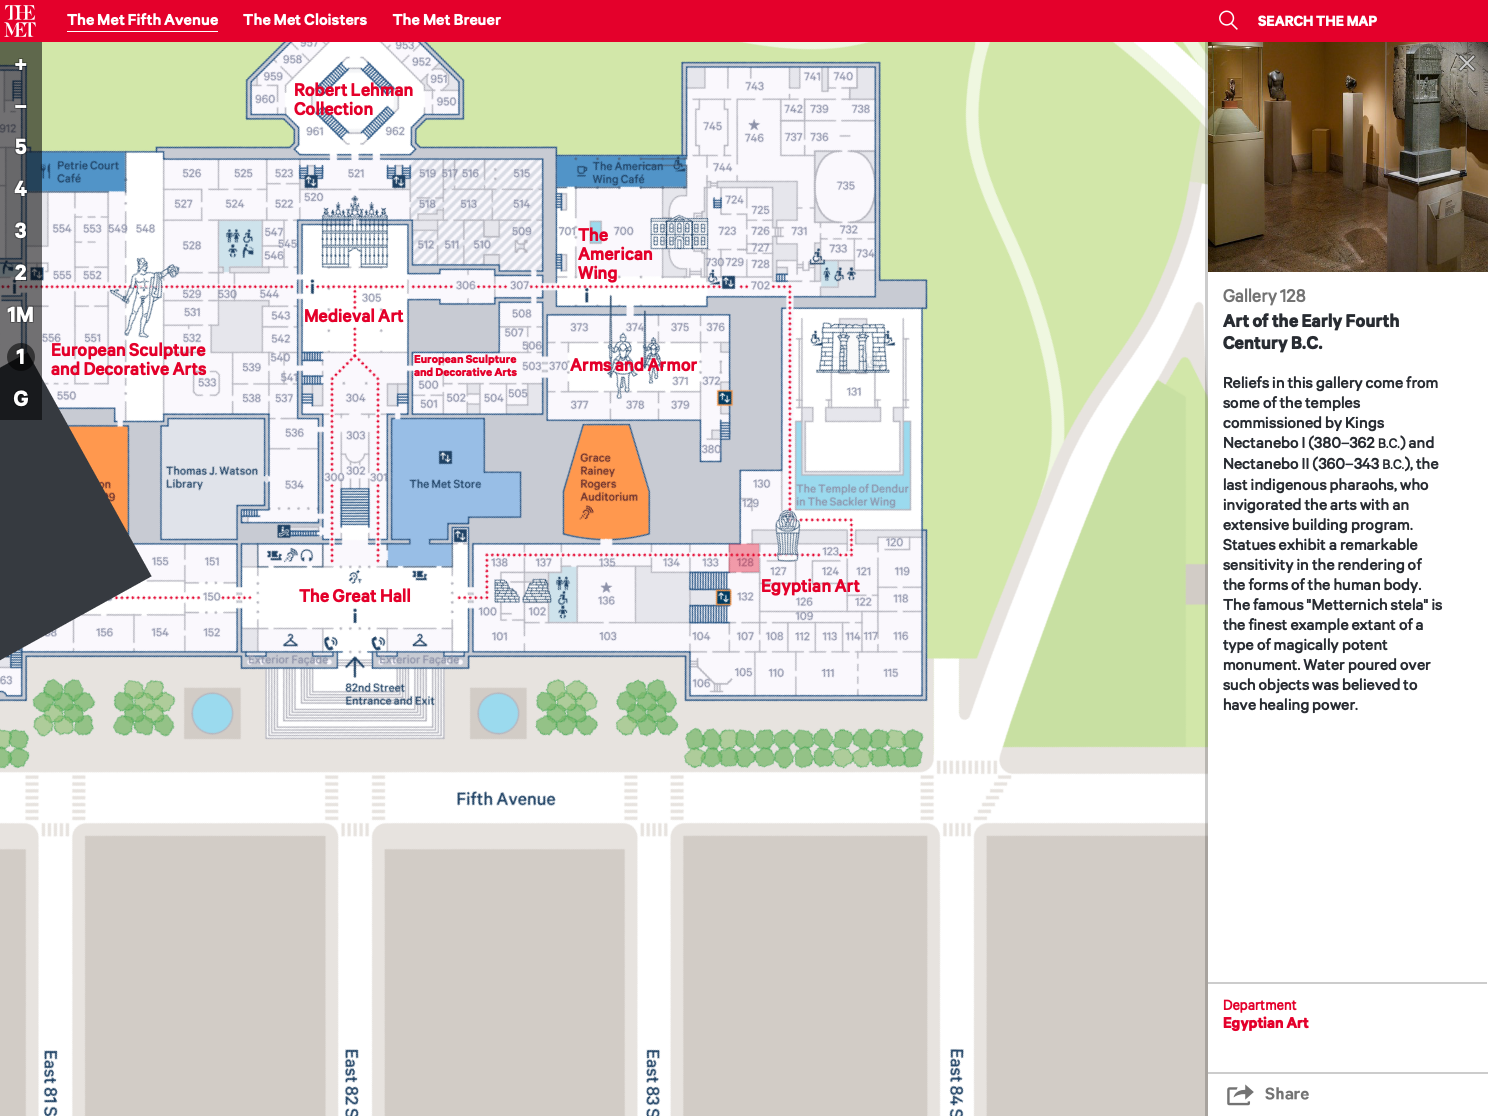 THE MET
The Met Fifth Avenue
The Met Cloisters
The Met Breuer
SEARCH THE MAP
+
–
5
4
3
2
1M
1
G
957
953
958
952
959
951
960
950
Robert Lehman
Collection
961
962
912
Petrie Court
Café
526
525
523
521
519
517
516
515
520
527
524
522
518
513
514
554
553
549
548
528
547
545
546
512
511
510
509
555
552
529
530
544
531
543
305
306
307
508
507
506
Medieval Art
556
551
532
542
540
European Sculpture
and Decorative Arts
539
541
533
550
538
537
304
European Sculpture
and Decorative Arts
503
500
501
502
504
505
536
303
302
300
301
534
Thomas J. Watson
Library
The Met Store
The American
Wing Café
701
700
The
American
Wing
743
741
740
742
739
738
745
746
737
736
744
735
724
725
723
726
731
732
727
733
734
730
729
728
702
373
374
375
376
370
Arms and Armor
371
372
377
378
379
380
Grace
Rainey
Rogers
Auditorium
131
130
129
The Temple of Dendur
in The Sackler Wing
155
151
150
156
154
152
63
The Great Hall
Exterior Façade
Exterior Façade
82nd Street
Entrance and Exit
138
137
135
134
133
128
123
120
127
124
121
119
Egyptian Art
136
132
126
122
118
100
102
109
101
103
104
107
108
112
113
114
117
116
106
105
110
111
115
Fifth Avenue
East 81 S
East 82 S
East 83 S
East 84 S
Gallery 128
Art of the Early Fourth
Century B.C.
Reliefs in this gallery come from
some of the temples
commissioned by Kings
Nectanebo I (380–362 B.C.) and
Nectanebo II (360–343 B.C.), the
last indigenous pharaohs, who
invigorated the arts with an
extensive building program.
Statues exhibit a remarkable
sensitivity in the rendering of
the forms of the human body.
The famous "Metternich stela" is
the finest example extant of a
type of magically potent
monument. Water poured over
such objects was believed to
have healing power.
Department
Egyptian Art
Share